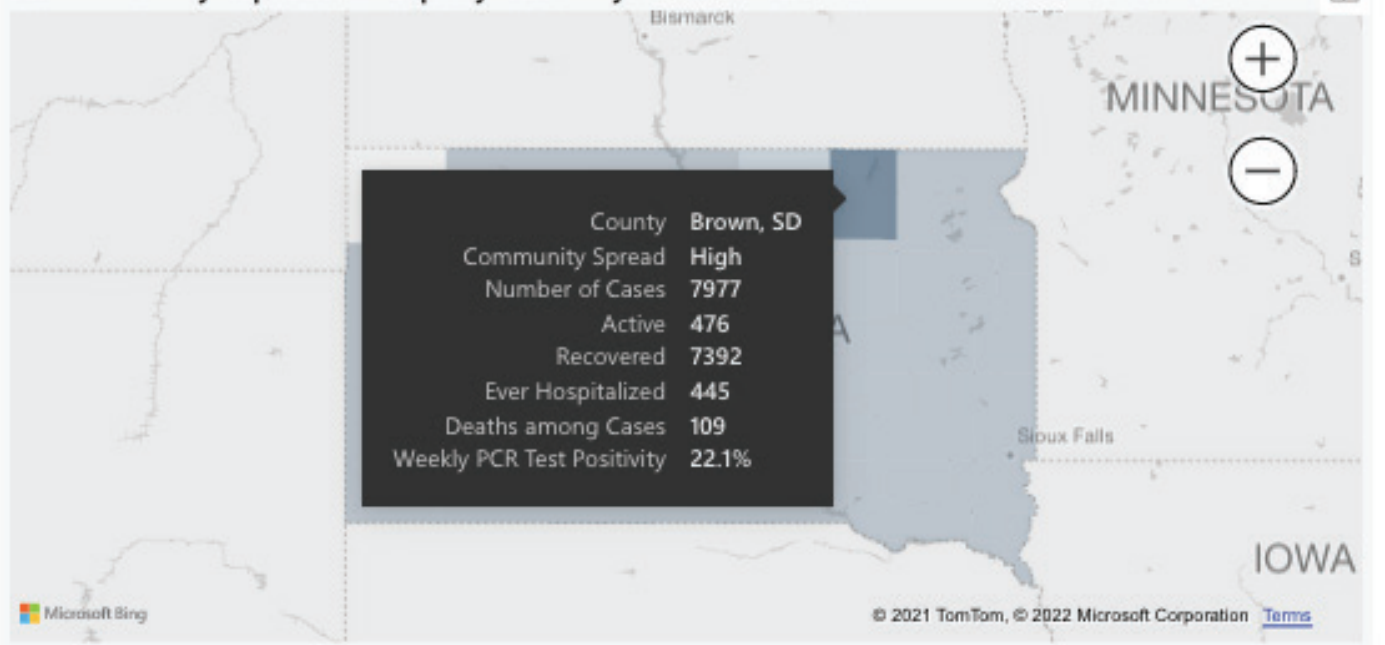 Bismarck
MINNESOTA
County Brown, SD
Community Spread High
Number of Cases 7977
Active 476
A
Recovered 7392
Ever Hospitalized 445
Deaths among Cases 109
Sioux Falls
Weekly PCR Test Positivity 22.1%
IOWA
Microsoft Bing
© 2021 TomTom, © 2022 Microsoft Corporation Terms